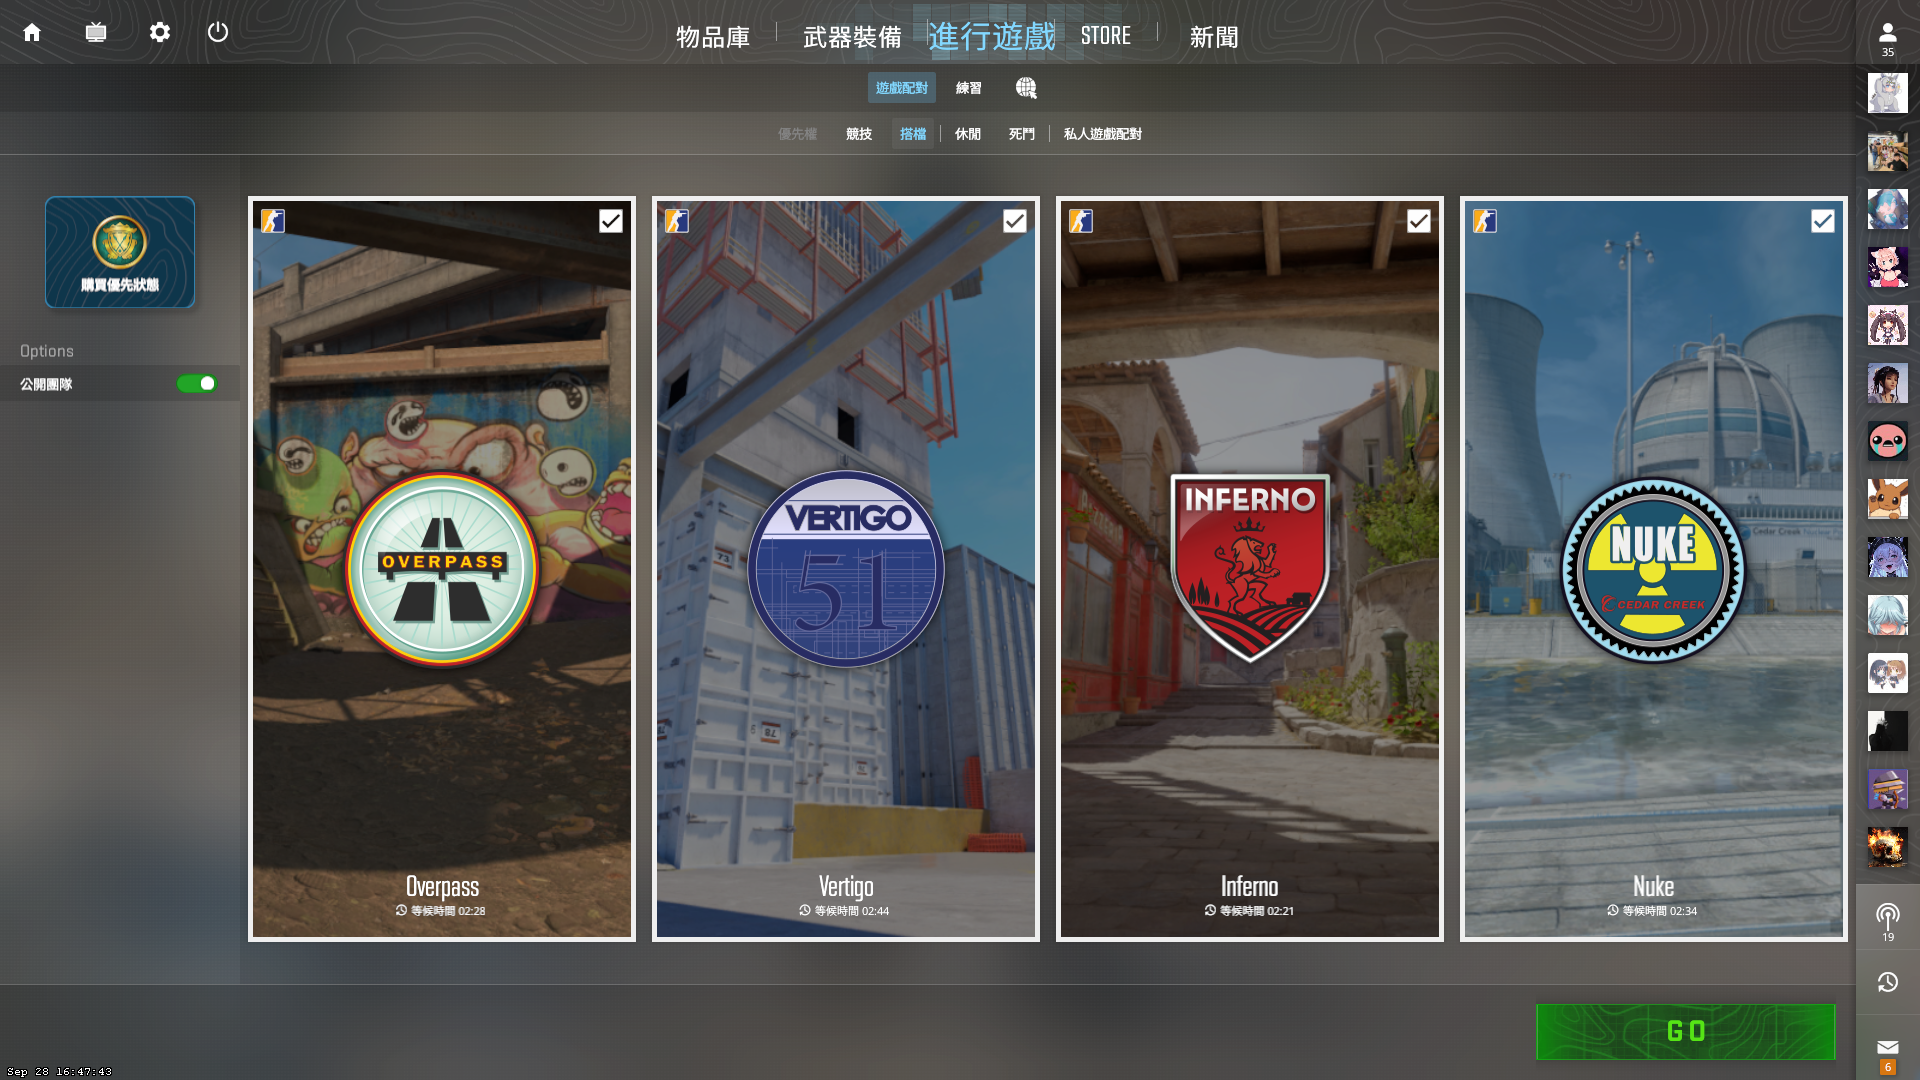 物品庫 武器裝備 進行遊戲 STORE 新聞
35
遊戲配對 練習
優先權 競技 搭檔 休閒 死鬥 私人遊戲配對
購買優先狀態
Options
公開團隊
OVERPASS
Overpass
等候時間 02:28
73
VERTIGO
51
78
Vertigo
等候時間 02:44
INFERNO
Inferno
等候時間 02:21
Cedar Creek
NUKE
CEDAR CREEK
Nuke
等候時間 02:34
19
GO
6
Sep 28 16:47:43